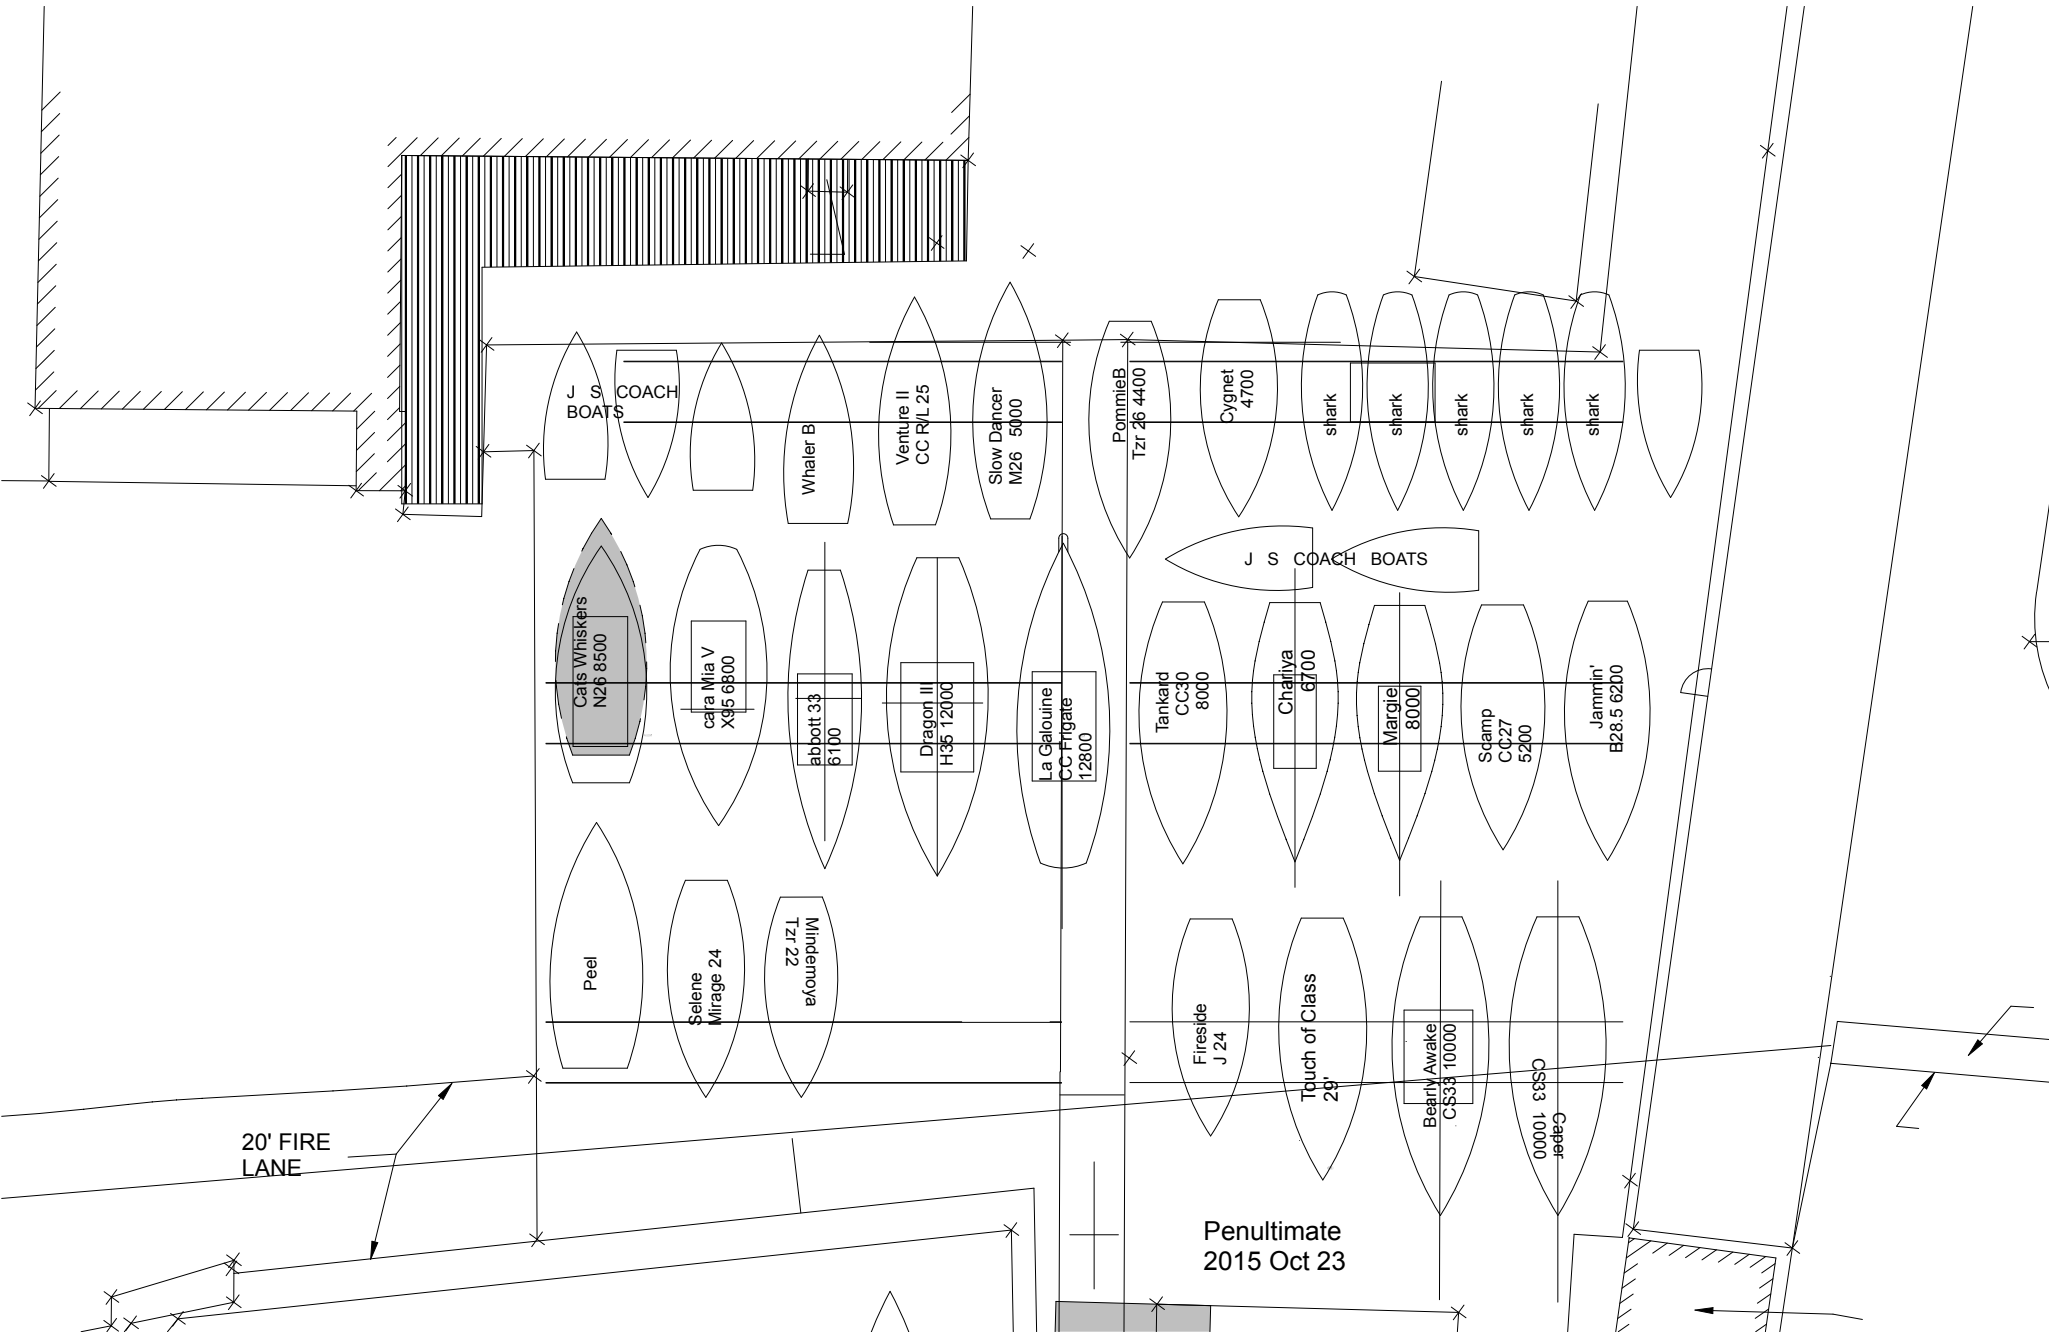 J S COACH
BOATS
Whaler B
Venture II
CC R/L 25
Slow Dancer
M26 5000
PommieB
Tzr 26 4400
Cygnet
4700
shark
shark
shark
shark
shark
J S COACH BOATS
Cats Whiskers
N26 8500
cara Mia V
X95 6800
abbott 33
6100
Dragon III
H35 12000
La Galouine
CC Frigate
12800
Tankard
CC30
8000
Chariya
6700
Margie
8000
Scamp
CC27
5200
Jammin'
B28.5 6200
Peel
Selene
Mirage 24
Mindemoya
Tzr 22
Fireside
J 24
Touch of Class
29'
Bearly Awake
CS33 10000
Caper
CS33 10000
20' FIRE
LANE
Penultimate
2015 Oct 23